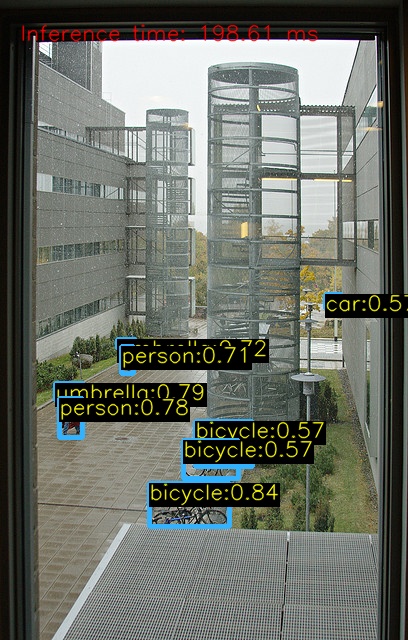 Inference time: 198.61 ms
car:0.57
person:0.71
umbrella:0.79
person:0.78
bicycle:0.57
bicycle:0.57
bicycle:0.84